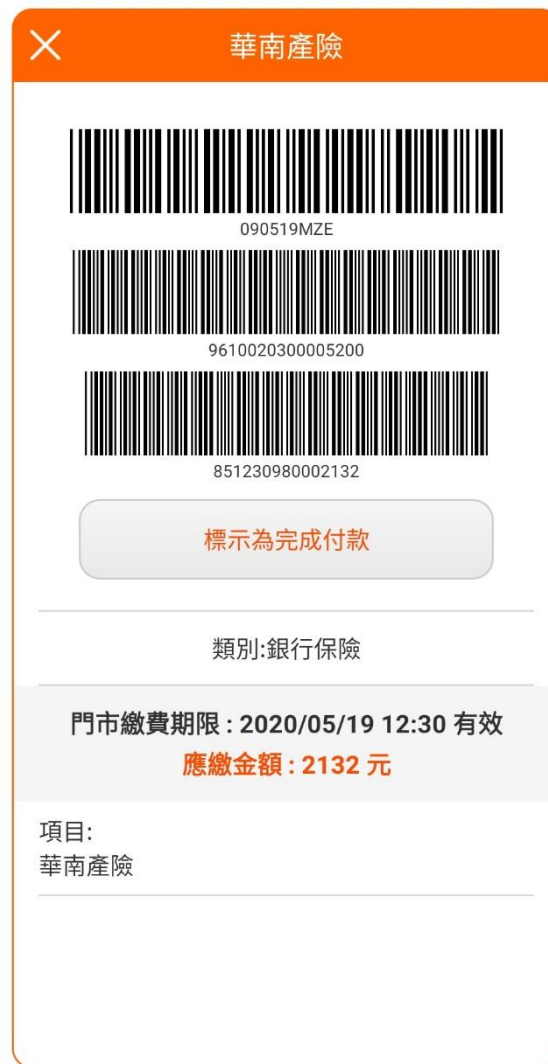 華南產險
090519MZE
9610020300005200
851230980002132
標示為完成付款
類別:銀行保險
門市繳費期限 : 2020/05/19 12:30 有效
應繳金額 : 2132 元
項目:
華南產險